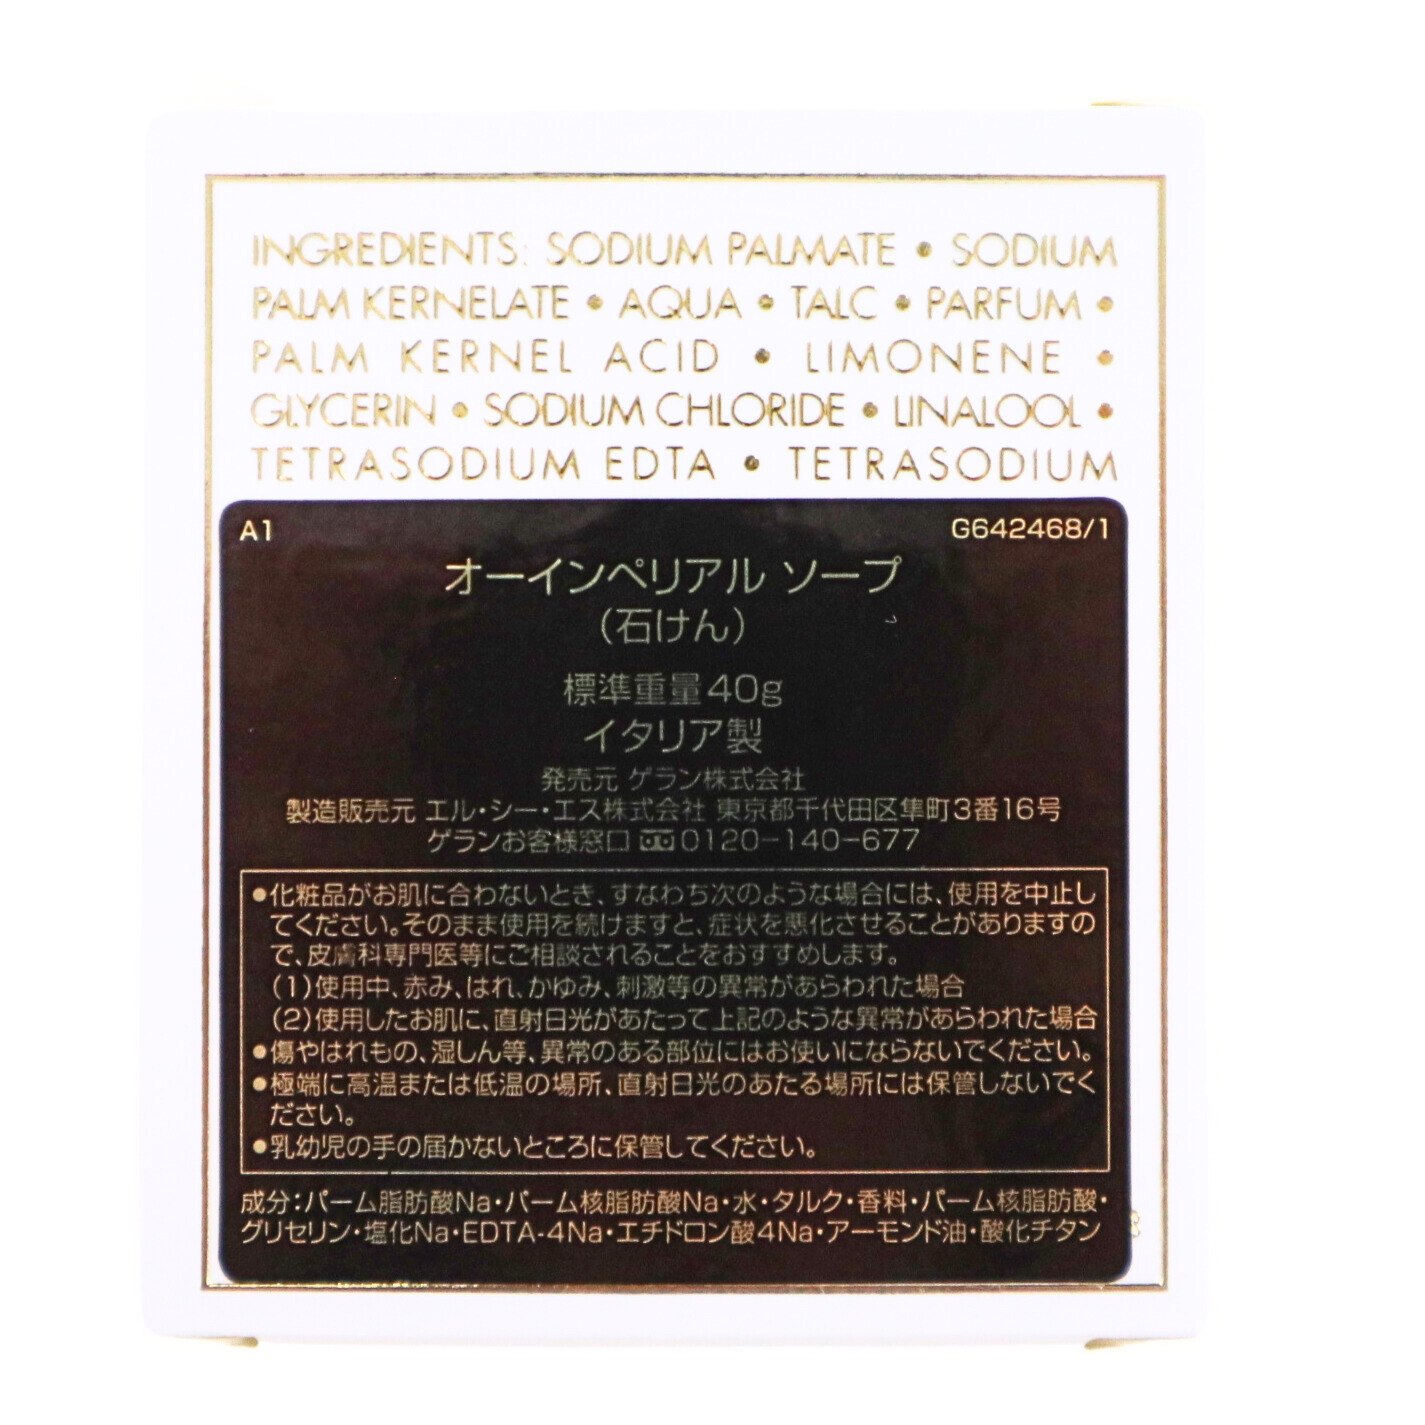 INGREDIENTS: SODIUM PALMATE • SODIUM
PALM KERNELATE • AQUA • TALC • PARFUM •
PALM KERNEL ACID • LIMONENE •
GLYCERIN • SODIUM CHLORIDE • LINALOOL •
TETRASODIUM EDTA • TETRASODIUM
A1
G642468/1
オーインペリアル ソープ
(石けん)
標準重量40g
イタリア製
発売元 ゲラン株式会社
製造販売元 エル・シー・エス株式会社 東京都千代田区隼町3番16号
ゲランお客様窓口 0120-140-677
●化粧品がお肌に合わないとき、すなわち次のような場合には、使用を中止し
てください。そのまま使用を続けますと、症状を悪化させることがありますの
で、皮膚科専門医等にご相談されることをおすすめします。
(1)使用中、赤み、はれ、かゆみ、刺激等の異常があらわれた場合
(2)使用したお肌に、直射日光があたって上記のような異常があらわれた場合
●傷やはれもの、湿しん等、異常のある部位にはお使いにならないでください。
●極端に高温または低温の場所、直射日光のあたる場所には保管しないでく
ださい。
●乳幼児の手の届かないところに保管してください。
成分:パーム脂肪酸Na・パーム核脂肪酸Na・水・タルク・香料・パーム核脂肪酸・
グリセリン・塩化Na・EDTA-4Na・エチドロン酸4Na・アーモンド油・酸化チタン